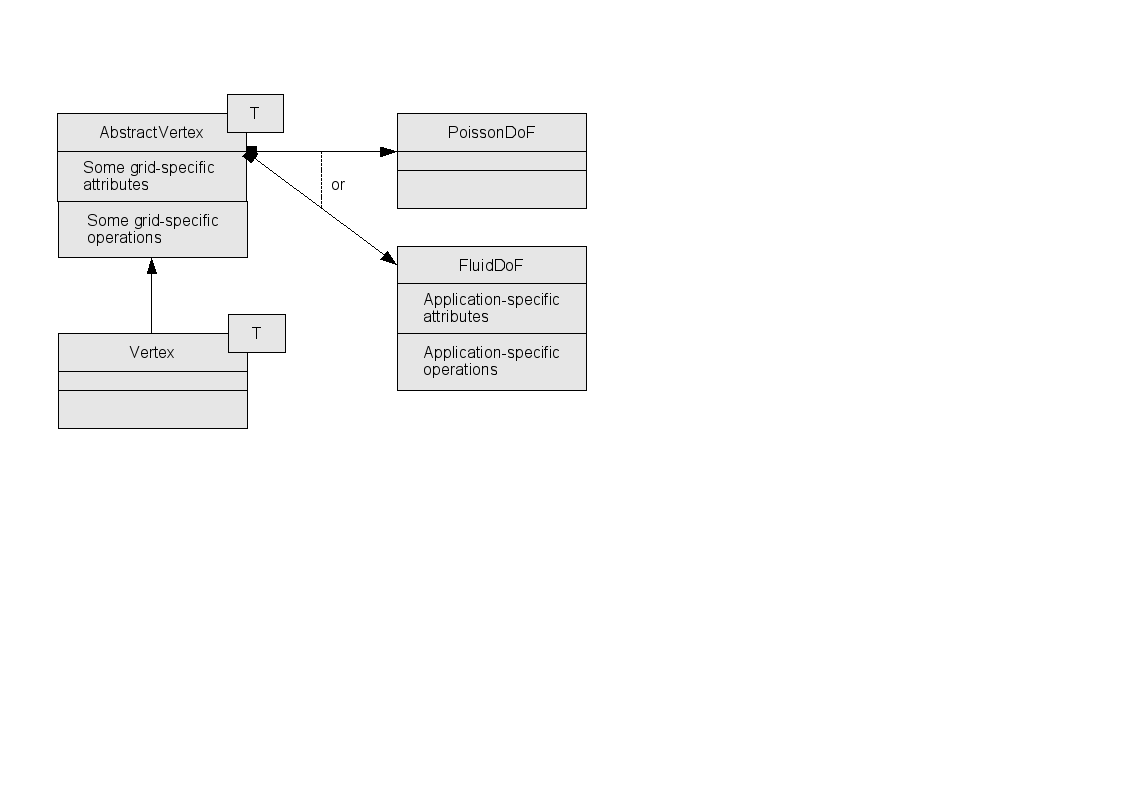 T
AbstractVertex
Some grid-specific
attributes
Some grid-specific
operations
or
PoissonDoF
FluidDoF
Application-specific
attributes
Application-specific
operations
T
Vertex